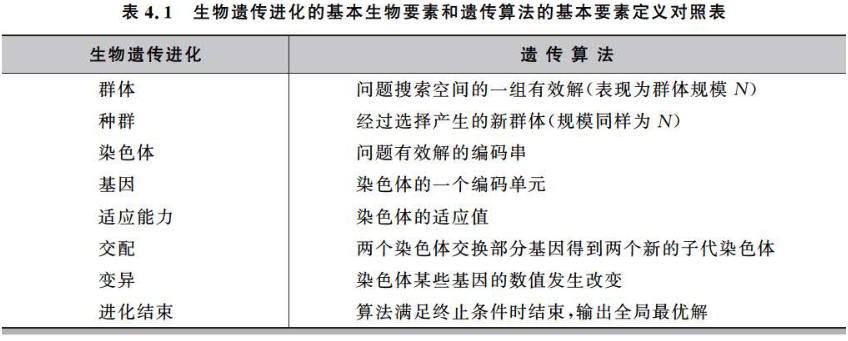 表 4.1 生物遗传进化的基本生物要素和遗传算法的基本要素定义对照表
生物遗传进化 遗传算法
群体 问题搜索空间的一组有效解(表现为群体规模 N)
种群 经过选择产生的新群体(规模同样为 N)
染色体 问题有效解的编码串
基因 染色体的一个编码单元
适应能力 染色体的适应值
交配 两个染色体交换部分基因得到两个新的子代染色体
变异 染色体某些基因的数值发生改变
进化结束 算法满足终止条件时结束,输出全局最优解